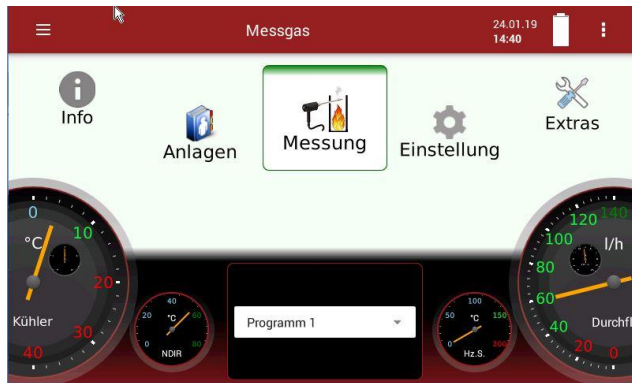 Messgas
24.01.19
14:40
Info
Anlagen
Messung
Einstellung
Extras
0
10
20
30
40
°C
Kühler
20
40
60
0
80
°C
NDIR
Programm 1
50
100
150
0
200
°C
Hz.S.
140
120
100
80
60
40
20
0
l/h
Durchfl